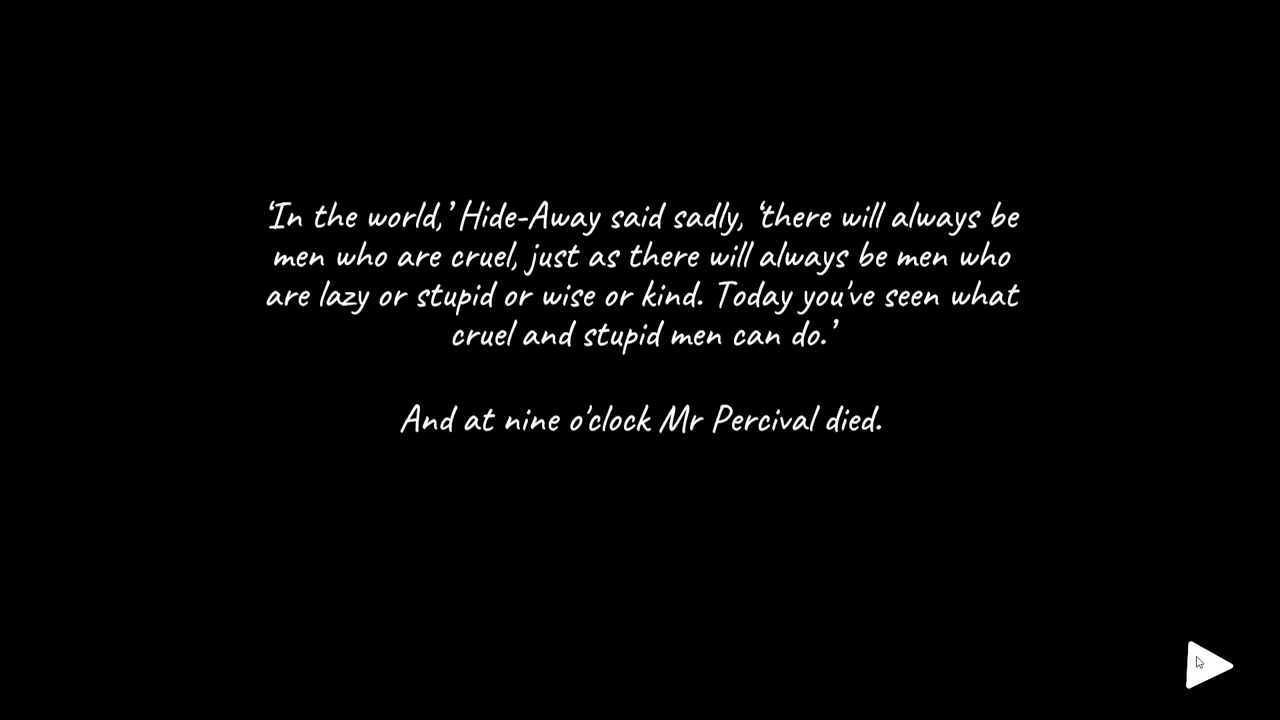 ‘In the world,’ Hide-Away said sadly, ‘there will always be
men who are cruel, just as there will always be men who
are lazy or stupid or wise or kind. Today you've seen what
cruel and stupid men can do.’
And at nine o'clock Mr Percival died.